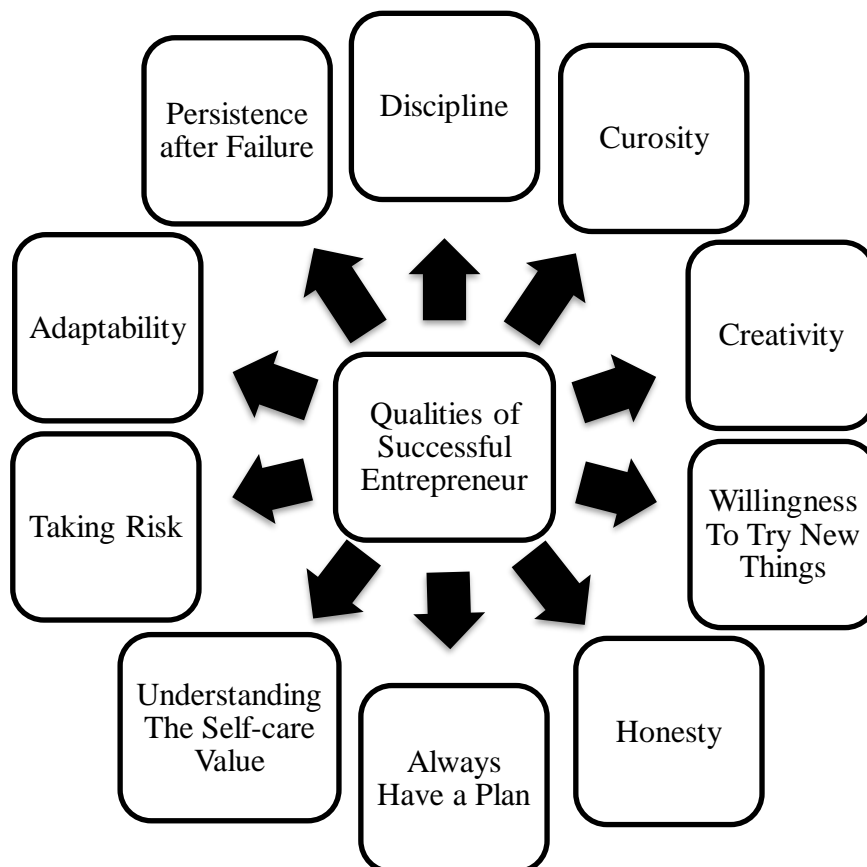 Discipline
Persistence
after Failure
Curosity
Adaptability
Creativity
Qualities of
Successful
Entrepreneur
Taking Risk
Willingness
To Try New
Things
Understanding
The Self-care
Value
Always
Have a Plan
Honesty